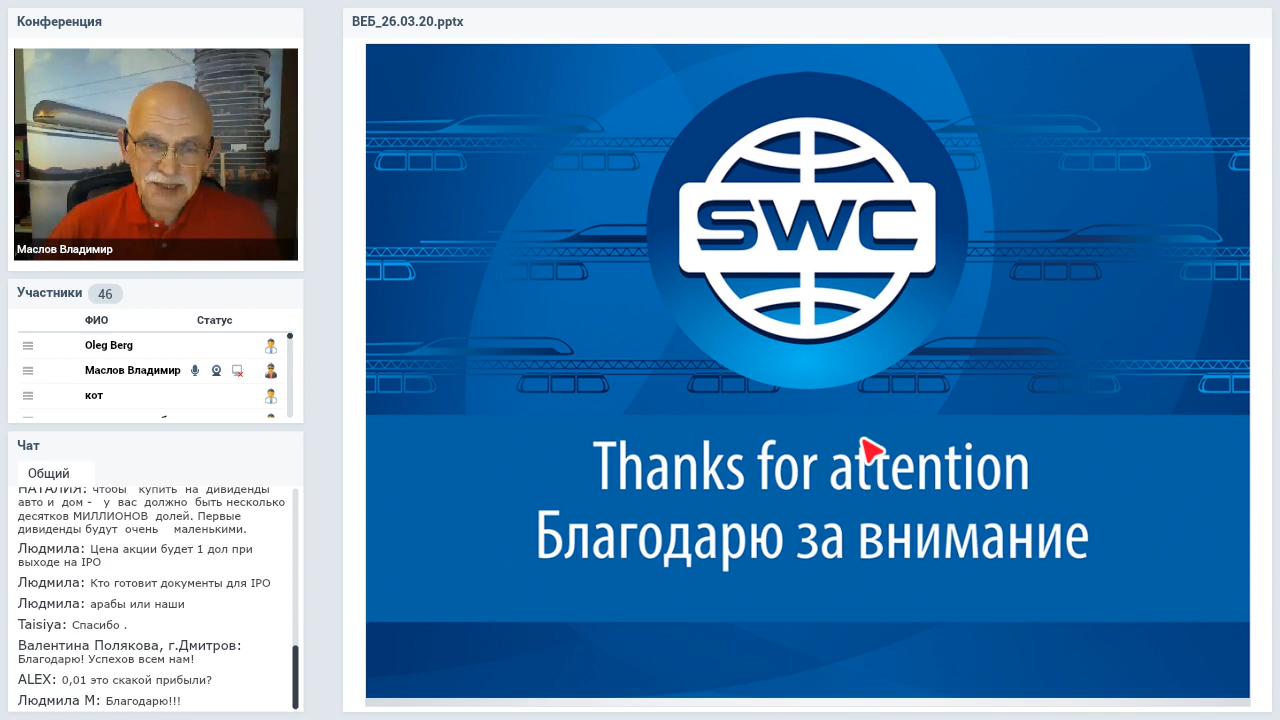 Конференция
Маслов Владимир
Участники 46
ФИО Статус
Oleg Berg
Маслов Владимир
кот
Чат
Общий
НАТАЛИЯ: чтобы купить на дивиденды
авто и дом - у вас должно быть несколько
десятков МИЛЛИОНОВ долей. Первые
дивиденды будут очень маленькими.
Людмила: Цена акции будет 1 дол при
выходе на IPO
Людмила: Кто готовит документы для IPO
Людмила: арабы или наши
Taisiya: Спасибо .
Валентина Полякова, г.Дмитров:
Благодарю! Успехов всем нам!
ALEX: 0,01 это скакой прибыли?
Людмила М: Благодарю!!!
ВЕБ_26.03.20.pptx
SWC
Thanks for attention
Благодарю за внимание